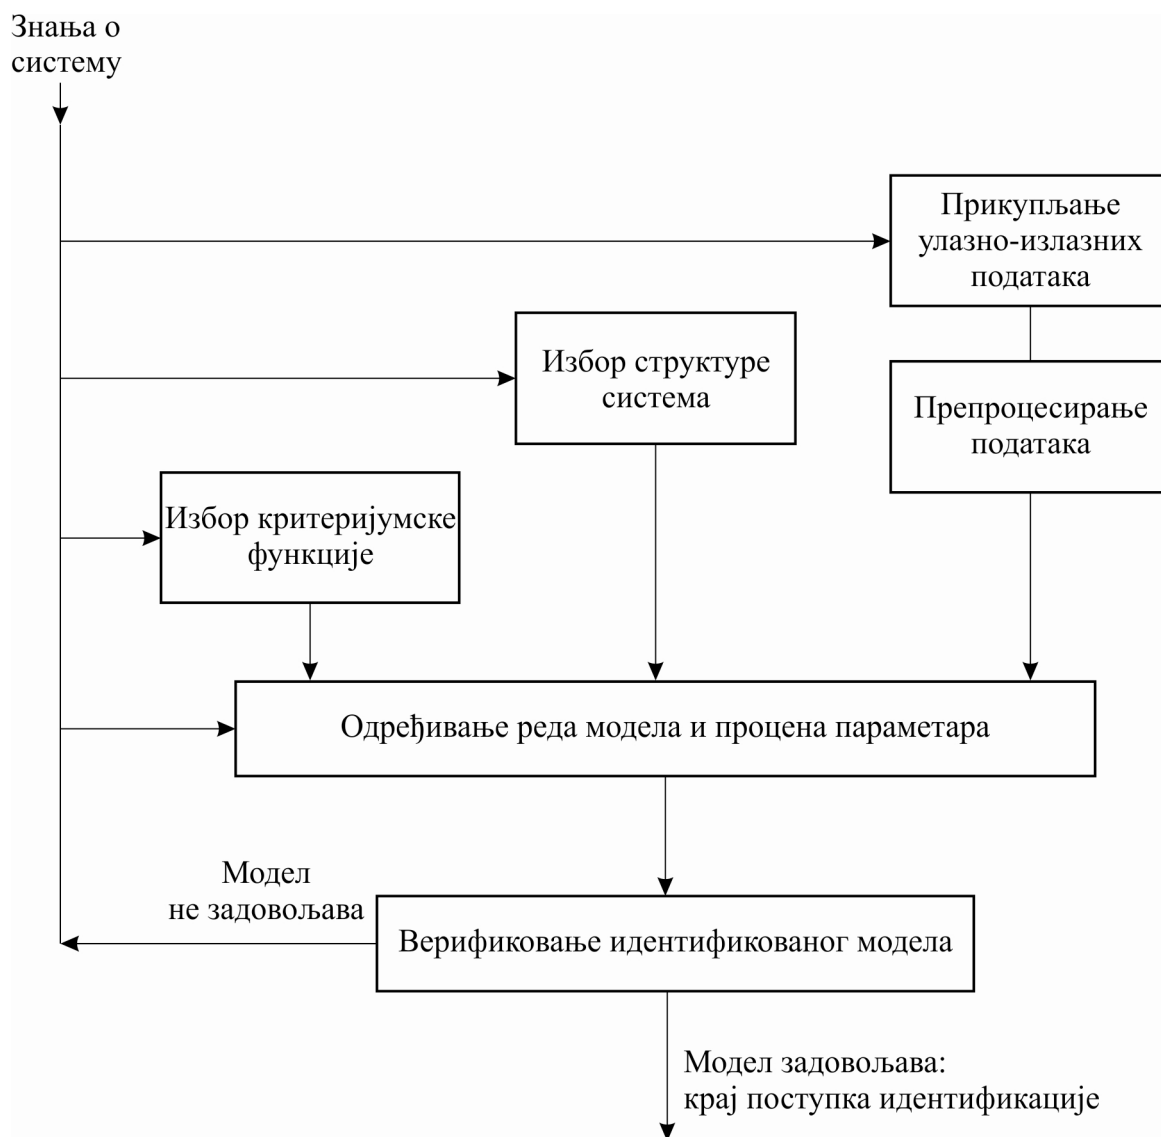 Знања о
систему
Прикупљање
улазно-излазних
података
Избор структуре
система
Препроцесирање
података
Избор критеријумске
функције
Одређивање реда модела и процена параметара
Модел
не задовољава
Верификовање идентификованог модела
Модел задовољава:
крај поступка идентификације